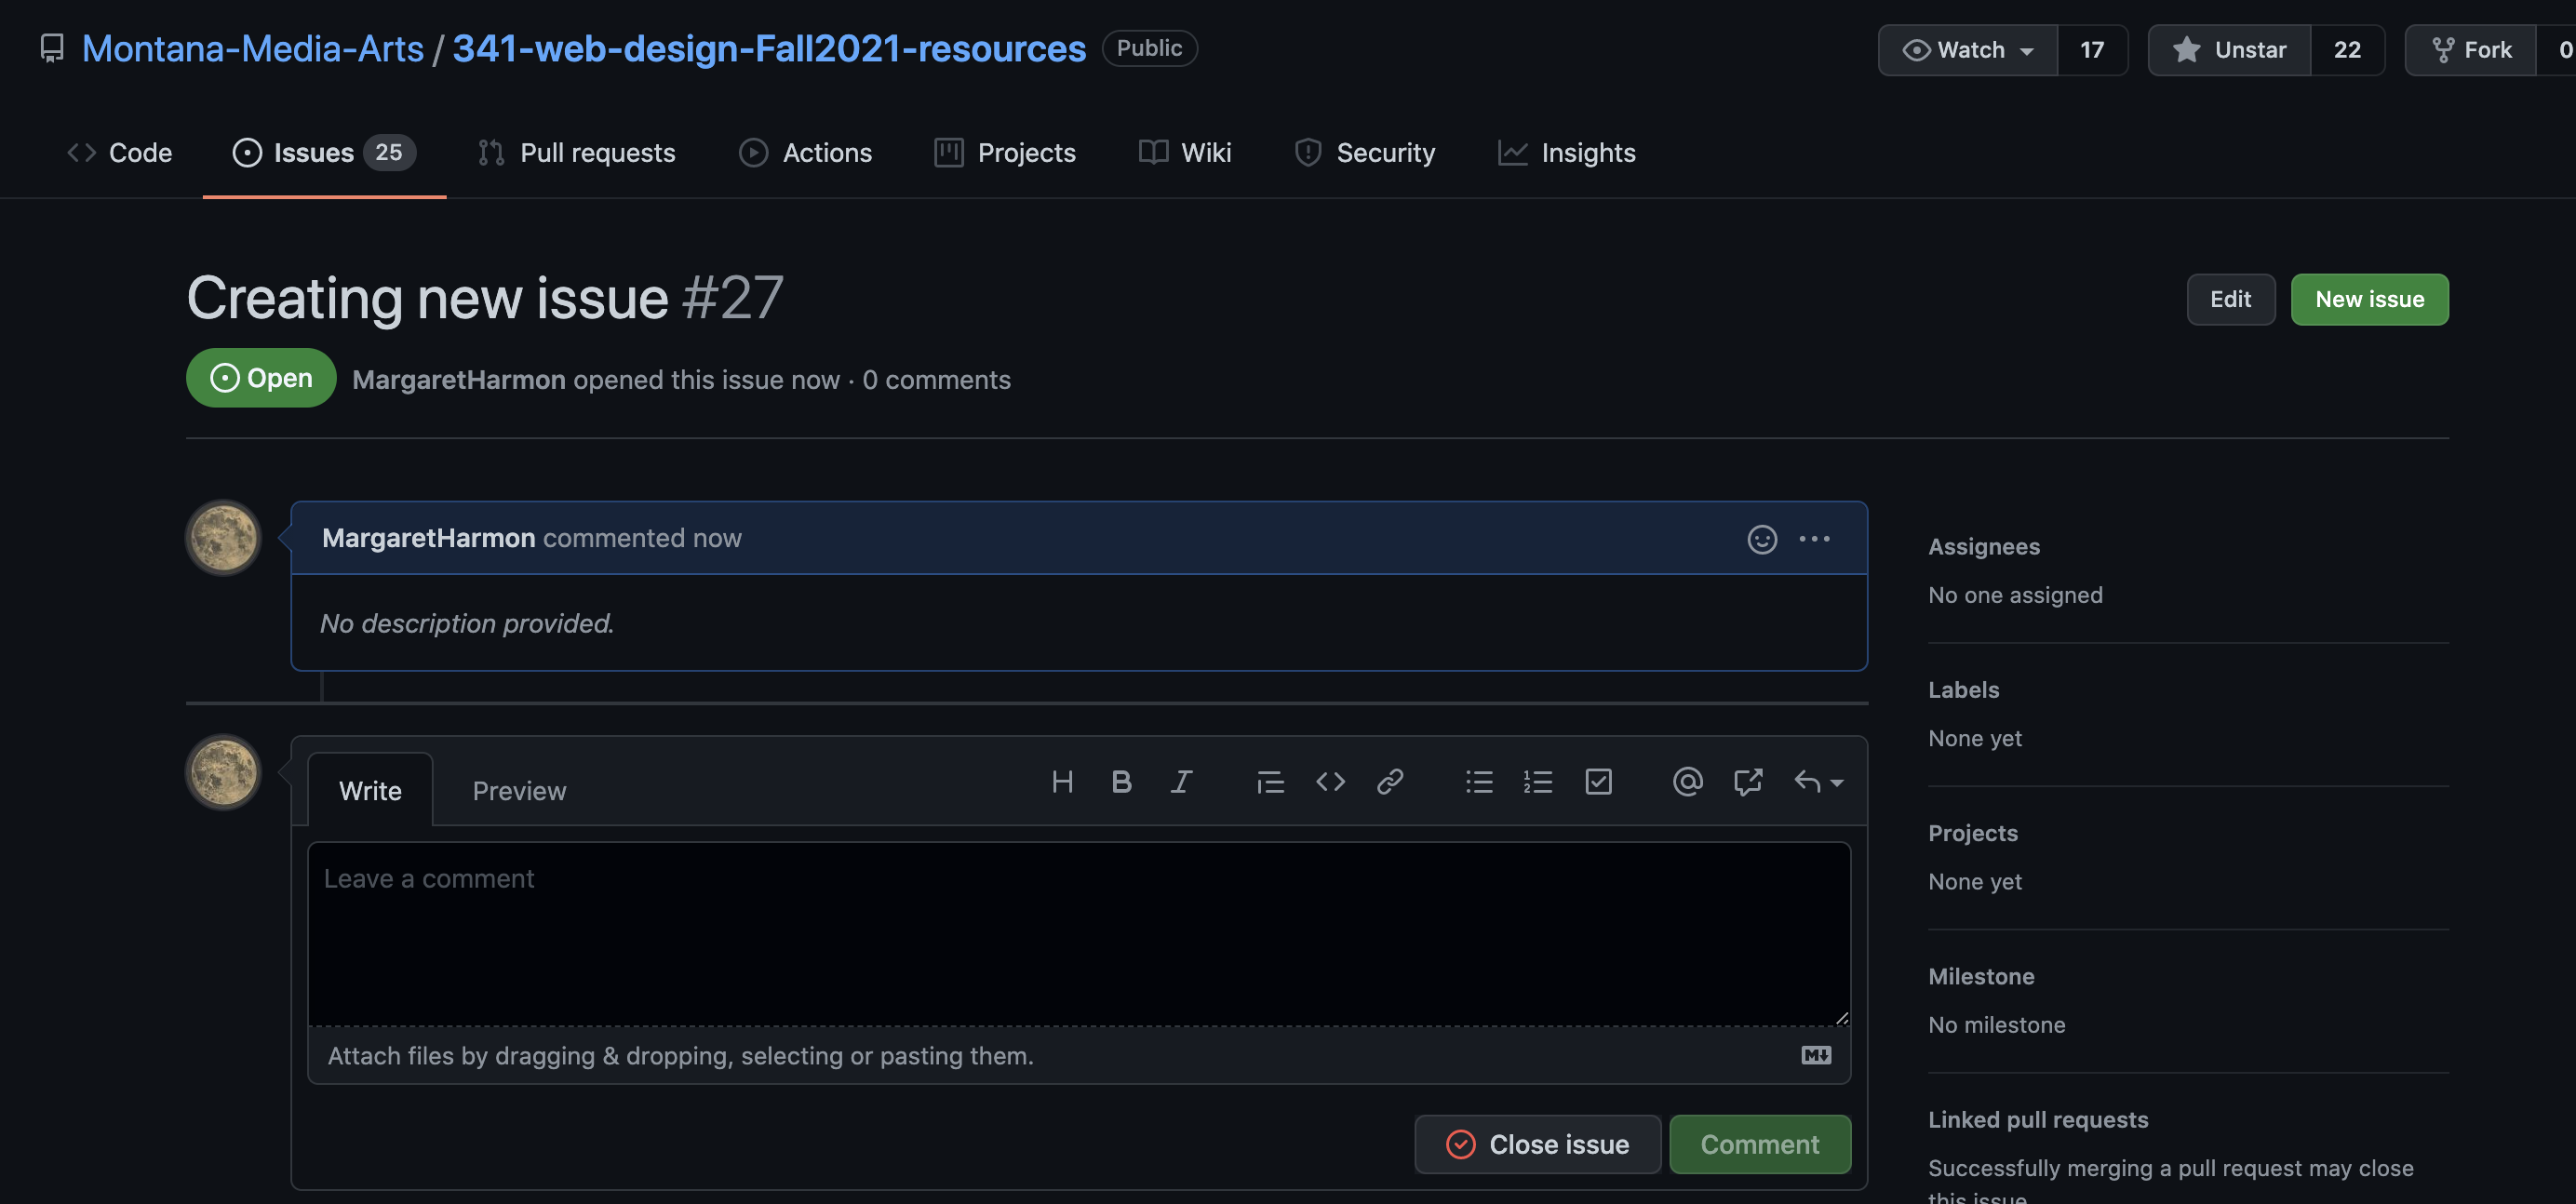 Montana-Media-Arts / 341-web-design-Fall2021-resources Public
Watch 17 Unstar 22 Fork 0
Code Issues 25 Pull requests Actions Projects Wiki Security Insights
Creating new issue #27
Edit New issue
Open MargaretHarmon opened this issue now · 0 comments
MargaretHarmon commented now
No description provided.
Write Preview
Leave a comment
Attach files by dragging & dropping, selecting or pasting them.
Close issue Comment
Assignees
No one assigned
Labels
None yet
Projects
None yet
Milestone
No milestone
Linked pull requests
Successfully merging a pull request may close
this issue